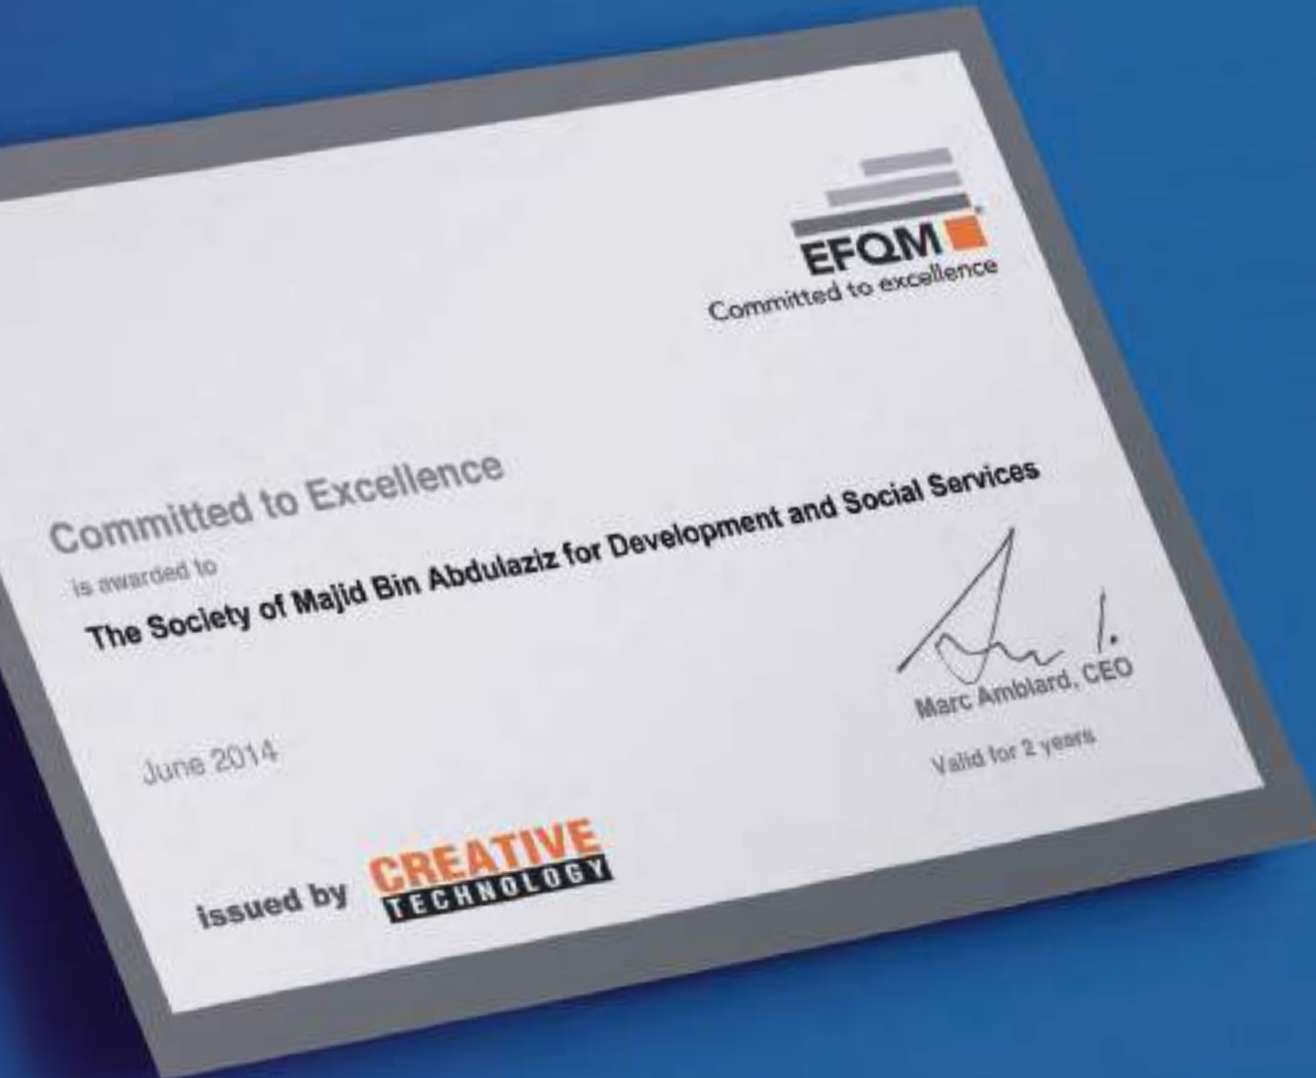 EFQM
Committed to excellence
Committed to Excellence
is awarded to
The Society of Majid Bin Abdulaziz for Development and Social Services
Marc Amblard, CEO
June 2014
Valid for 2 years
issued by CREATIVE
TECHNOLOGY